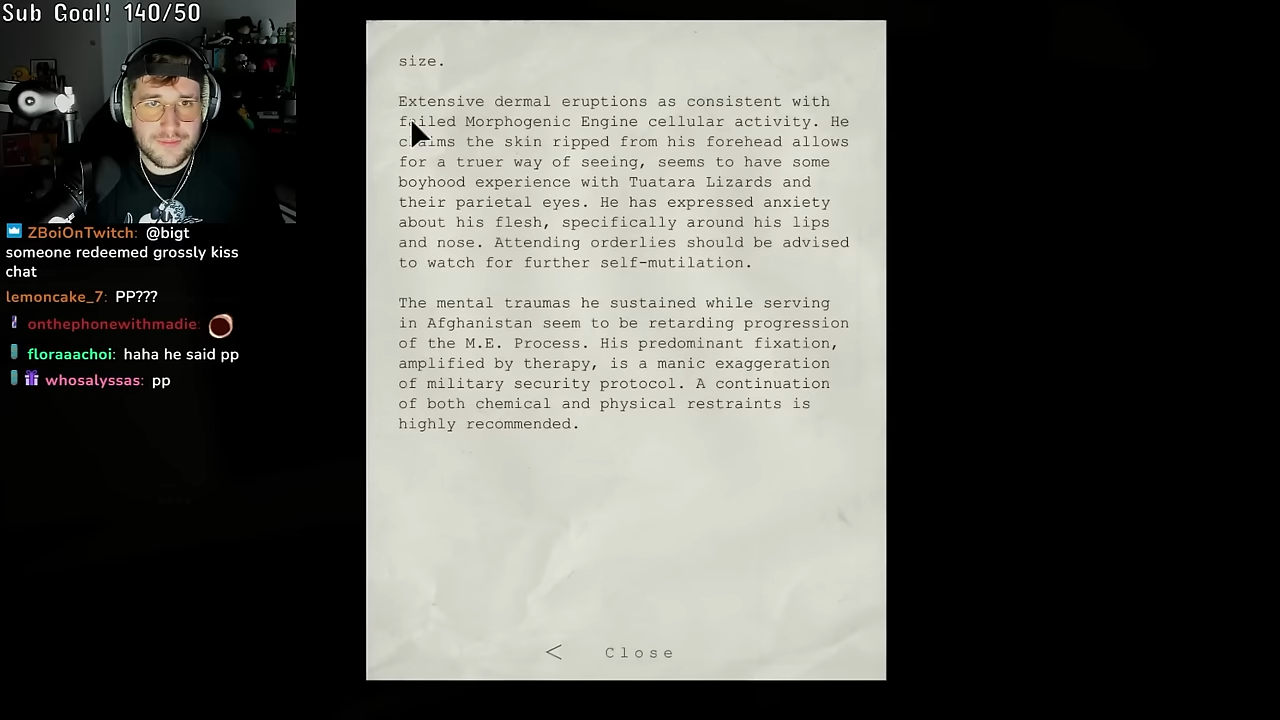 Sub Goal! 140/50
ZBoiOnTwitch: @bigt
someone redeemed grossly kiss
chat
lemoncake_7: PP???
onthephonewithmadie:
floraaachoi: haha he said pp
whosalyssas: pp
size.
Extensive dermal eruptions as consistent with
failed Morphogenic Engine cellular activity. He
claims the skin ripped from his forehead allows
for a truer way of seeing, seems to have some
boyhood experience with Tuatara Lizards and
their parietal eyes. He has expressed anxiety
about his flesh, specifically around his lips
and nose. Attending orderlies should be advised
to watch for further self-mutilation.
The mental traumas he sustained while serving
in Afghanistan seem to be retarding progression
of the M.E. Process. His predominant fixation,
amplified by therapy, is a manic exaggeration
of military security protocol. A continuation
of both chemical and physical restraints is
highly recommended.
< Close